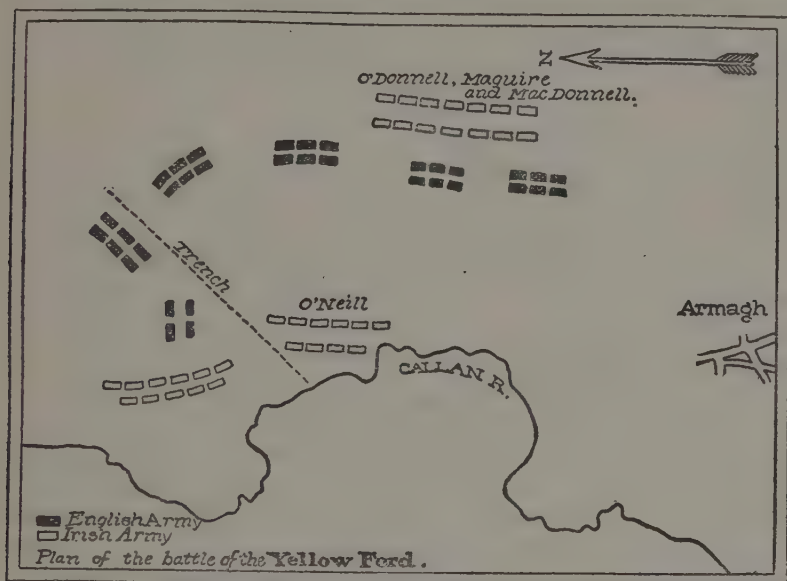 N
O'Donnell, Maguire
and MacDonnell.
Trench
O'Neill
Armagh
CALLAN R.
English Army
Irish Army
Plan of the battle of the Yellow Ford.